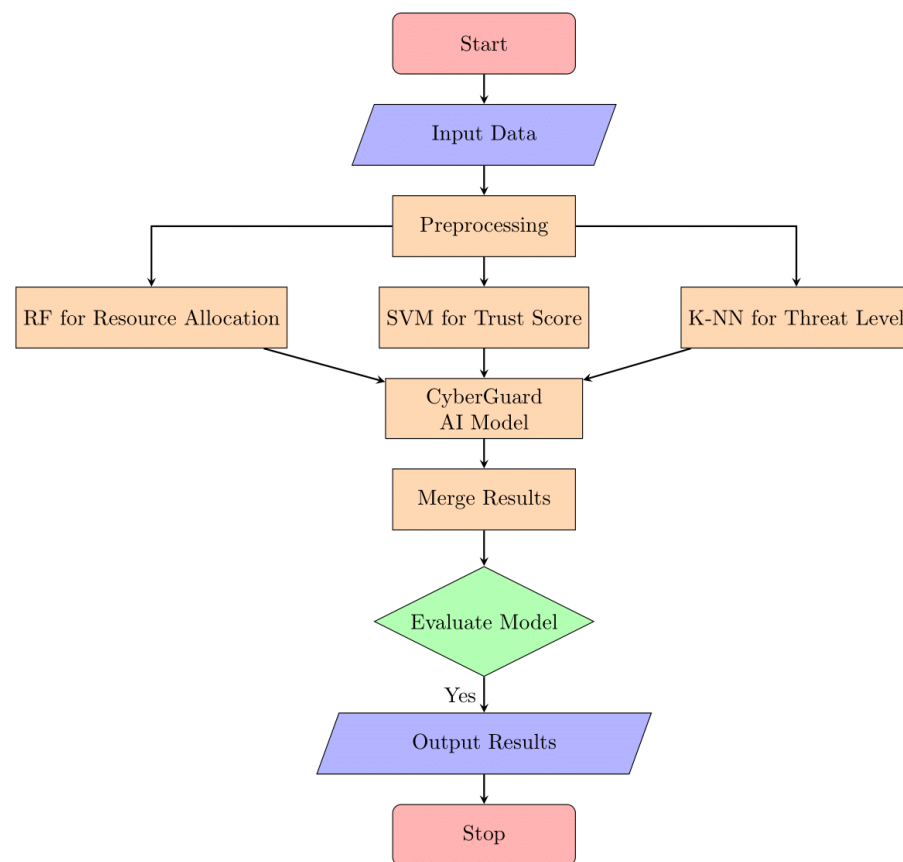 Start
Input Data
Preprocessing
RF for Resource Allocation
SVM for Trust Score
K-NN for Threat Level
CyberGuard
AI Model
Merge Results
Evaluate Model
Yes
Output Results
Stop